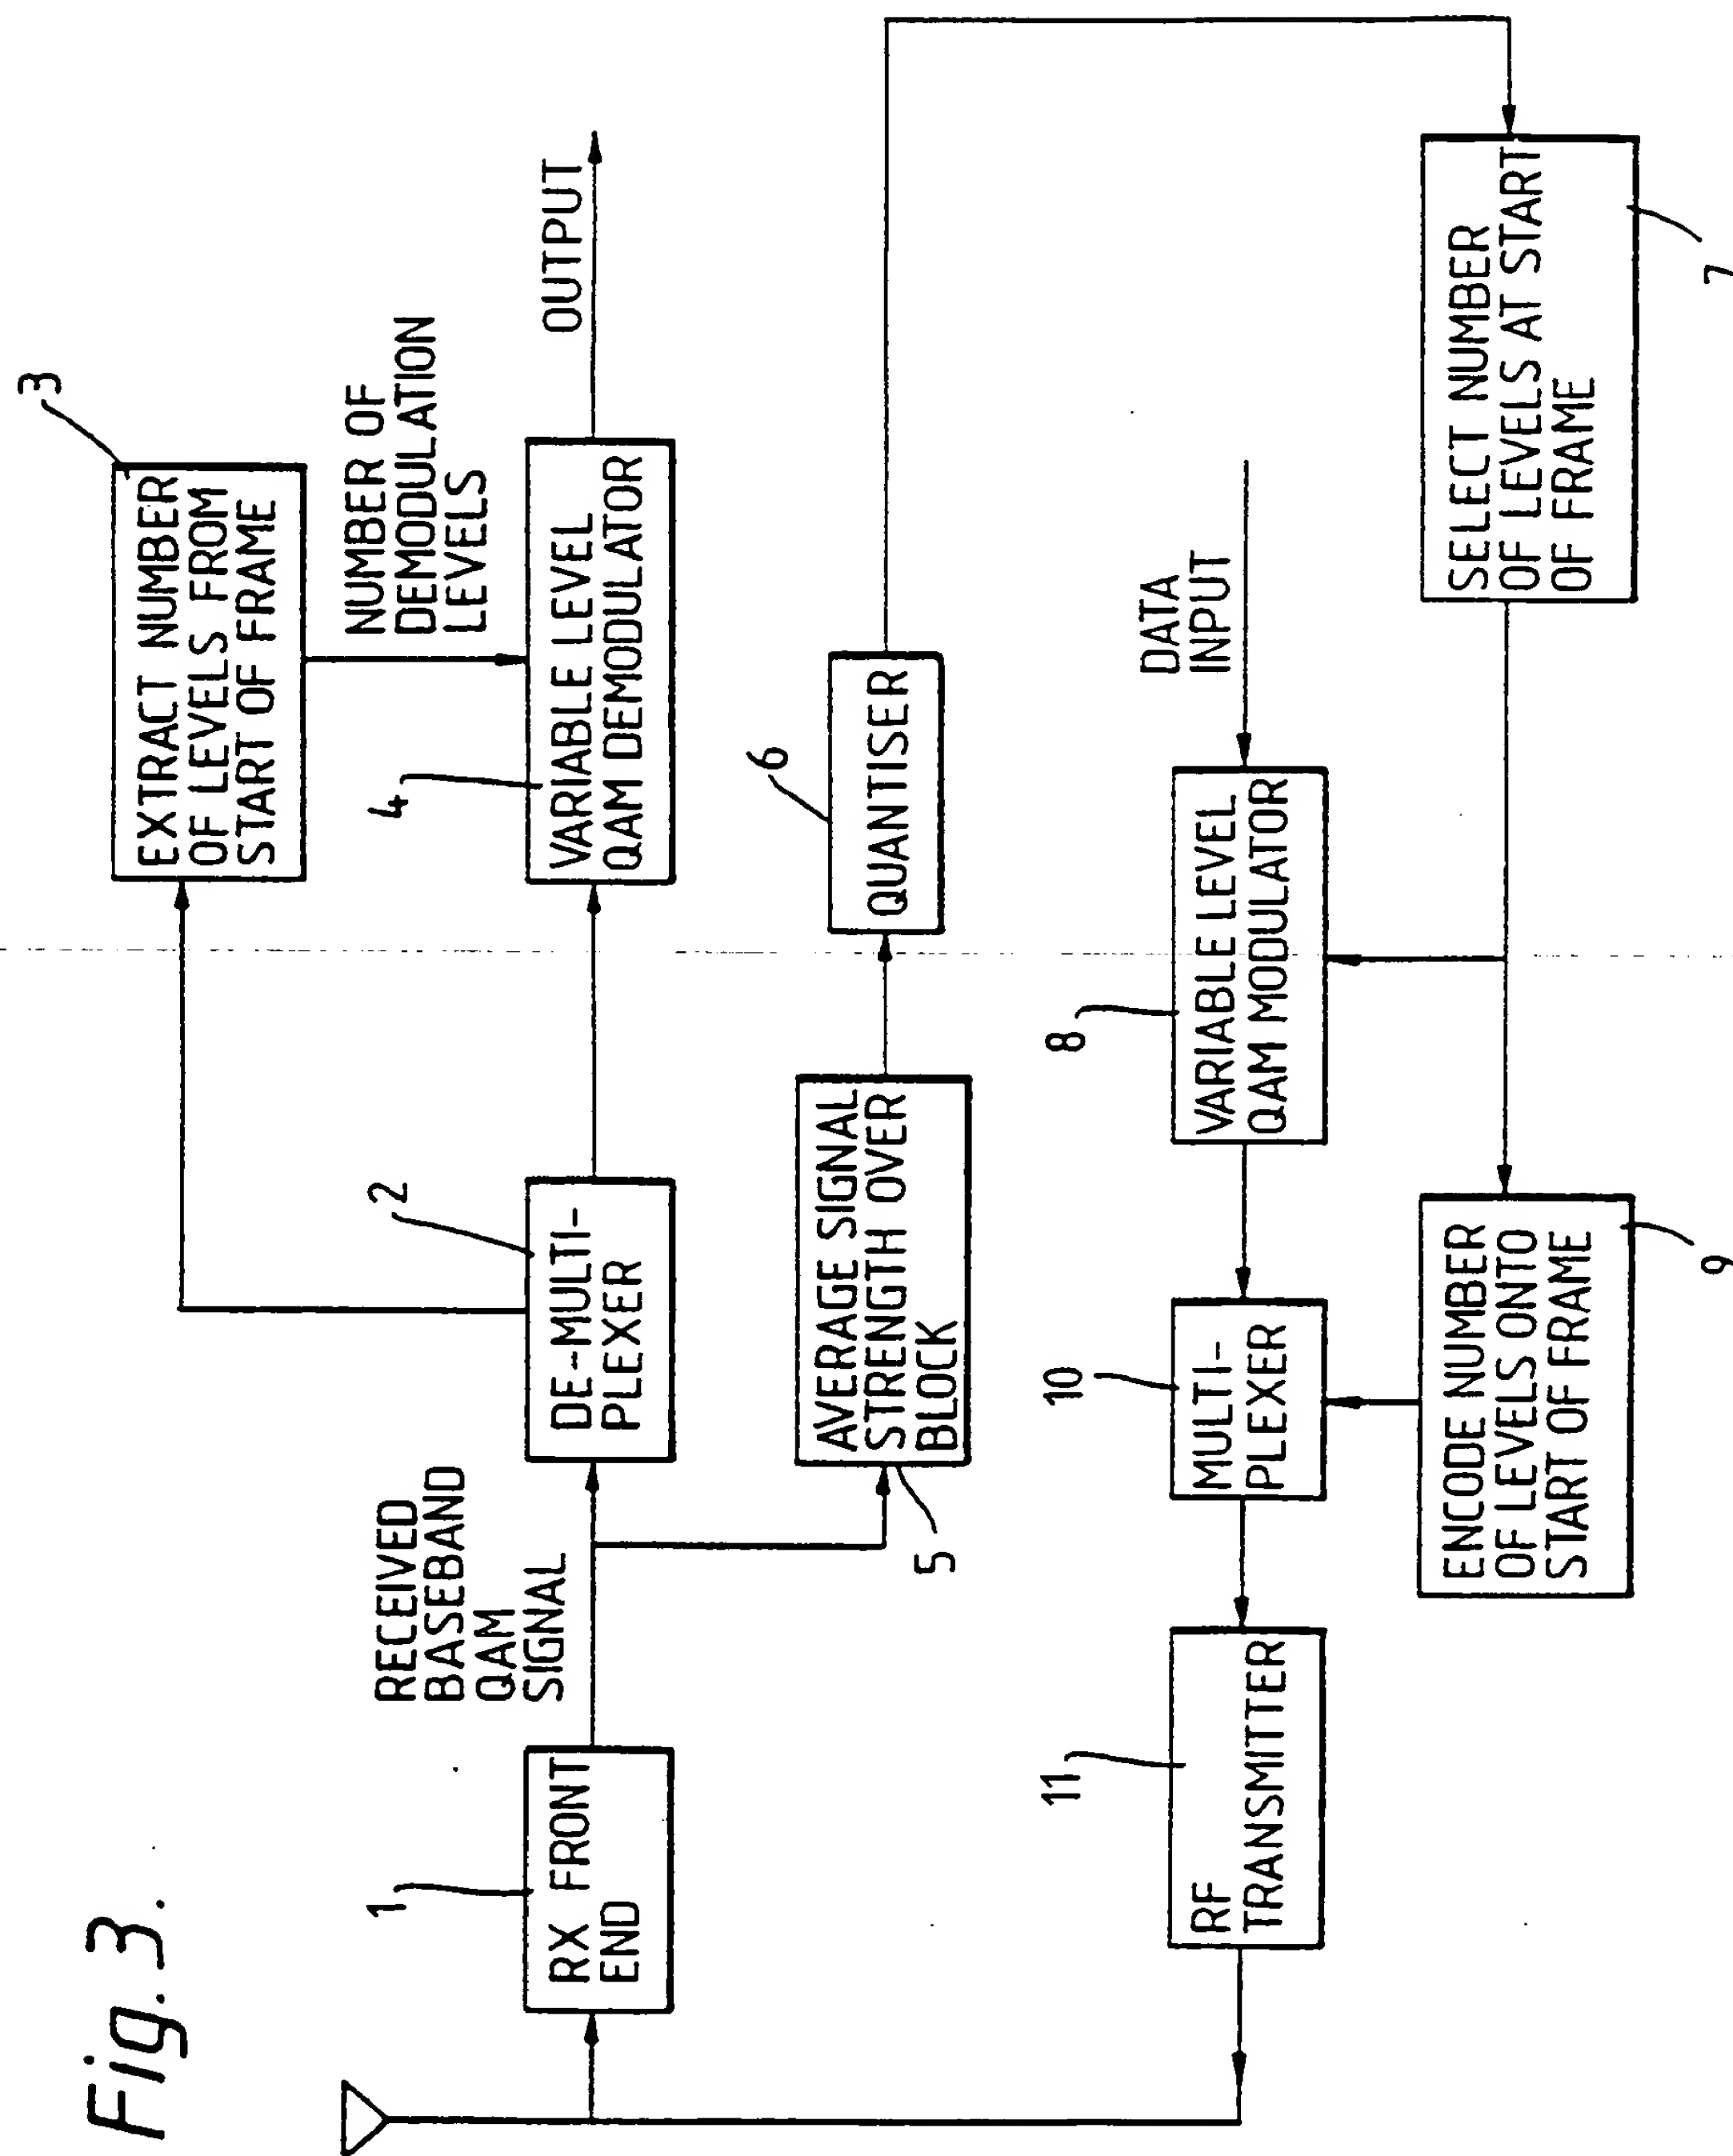 Fig. 3.
3
EXTRACT NUMBER
OF LEVELS FROM
START OF FRAME
NUMBER OF
DEMODULATION
LEVELS
1
RX FRONT
END
RECEIVED
BASEBAND
QAM
SIGNAL
2
DE-MULTI-
PLEXER
4
VARIABLE LEVEL
QAM DEMODULATOR
OUTPUT
5
AVERAGE SIGNAL
STRENGTH OVER
BLOCK
6
QUANTISER
11
RF
TRANSMITTER
10
MULTI-
PLEXER
8
VARIABLE LEVEL
QAM MODULATOR
DATA
INPUT
ENCODE NUMBER
OF LEVELS ONTO
START OF FRAME
9
SELECT NUMBER
OF LEVELS AT START
OF FRAME
7